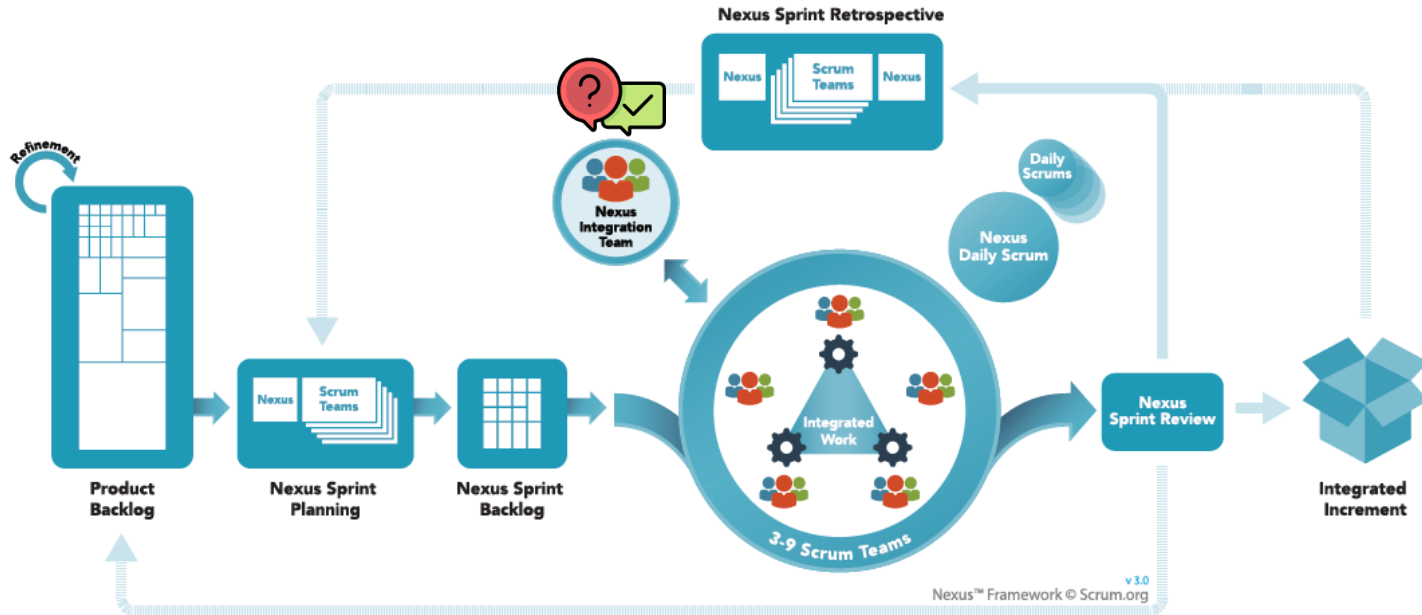 Nexus Sprint Retrospective
Nexus
Scrum
Teams
Nexus
?
Refinement
Nexus
Integration
Team
Daily
Scrums
Nexus
Daily Scrum
Nexus
Scrum
Teams
Integrated
Work
Nexus
Sprint Review
Product
Backlog
Nexus Sprint
Planning
Nexus Sprint
Backlog
3-9 Scrum Teams
Integrated
Increment
v 3.0
Nexus™ Framework © Scrum.org